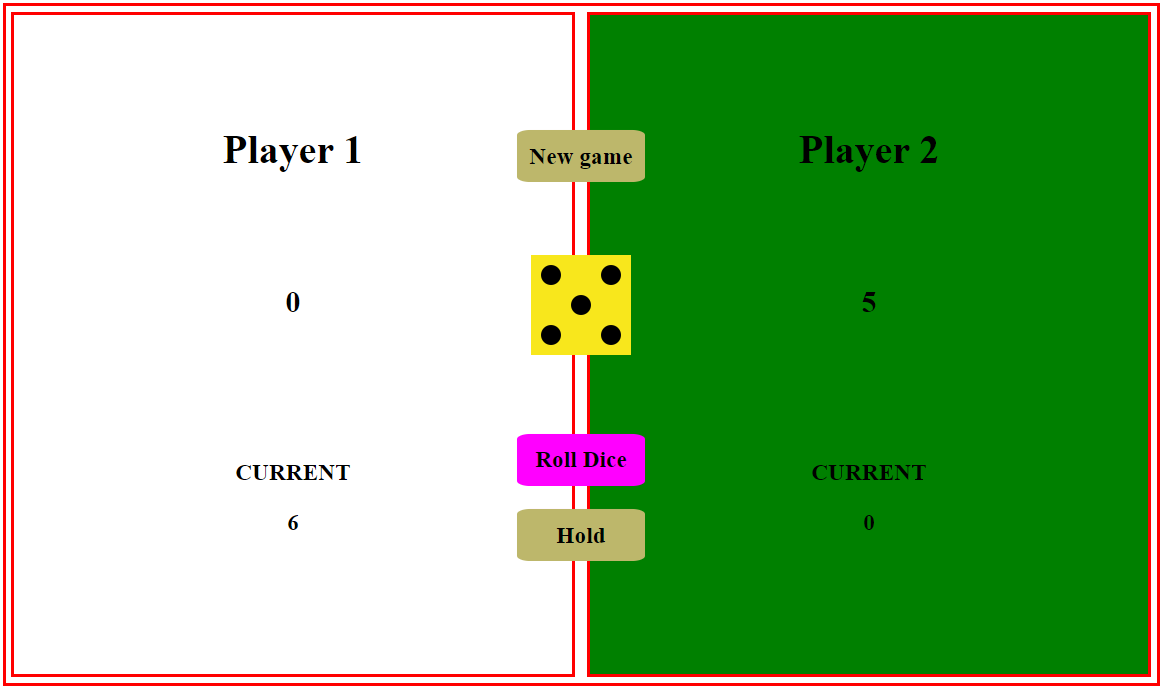 Player 1
0
CURRENT
6
New game
Roll Dice
Hold
Player 2
5
CURRENT
0